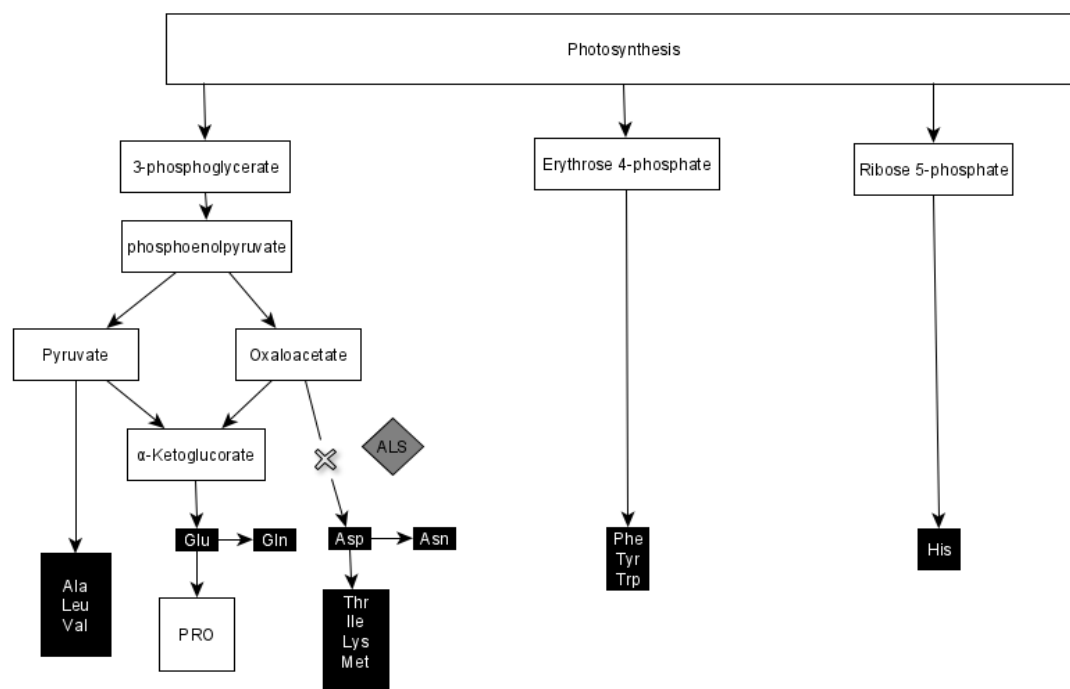 Photosynthesis
3-phosphoglycerate
Erythrose 4-phosphate
Ribose 5-phosphate
phosphoenolpyruvate
Pyruvate
Oxaloacetate
α-Ketoglucorate
ALS
Glu
Gln
Asp
Asn
Phe
Tyr
Trp
His
Ala
Leu
Val
PRO
Thr
Ile
Lys
Met